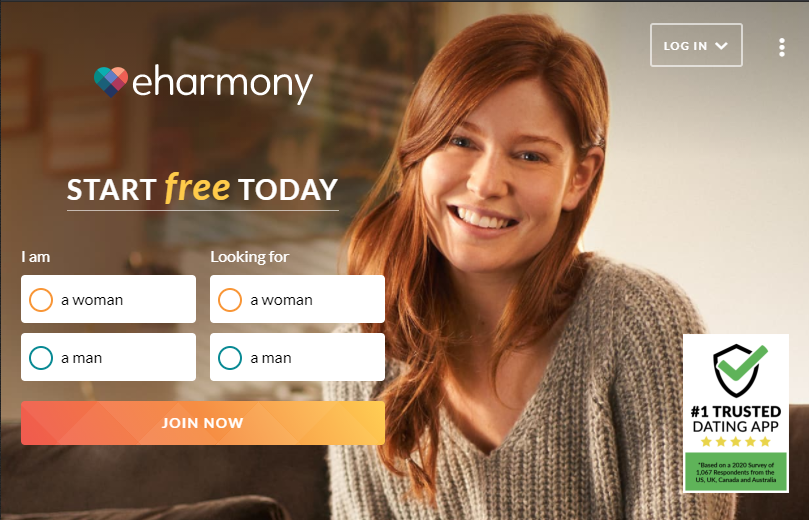 LOG IN
eharmony
START free TODAY
I am
Looking for
a woman
a woman
a man
a man
JOIN NOW
#1 TRUSTED
DATING APP
*Based on a 2020 Survey of
1,067 Respondents from the
US, UK, Canada and Australia